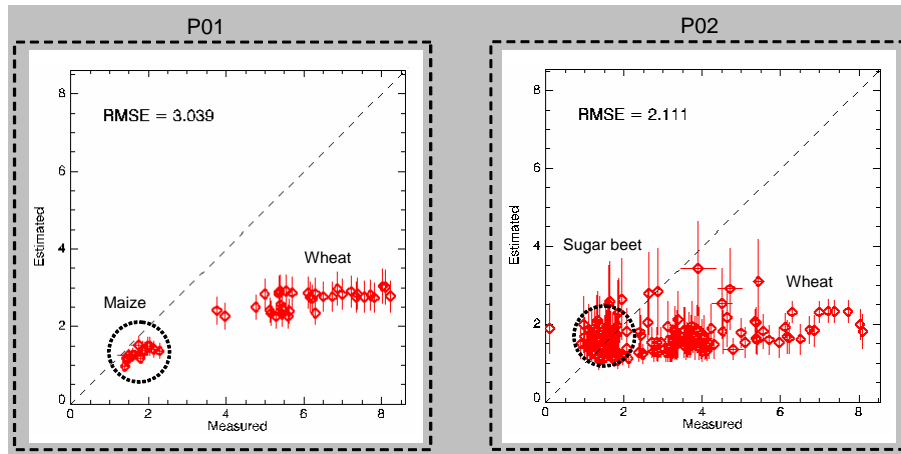 P01
P02
RMSE = 3.039
Maize
Wheat
Estimated
Measured
0
2
4
6
8
0
2
4
6
8
RMSE = 2.111
Sugar beet
Wheat
Estimated
Measured
0
2
4
6
8
0
2
4
6
8